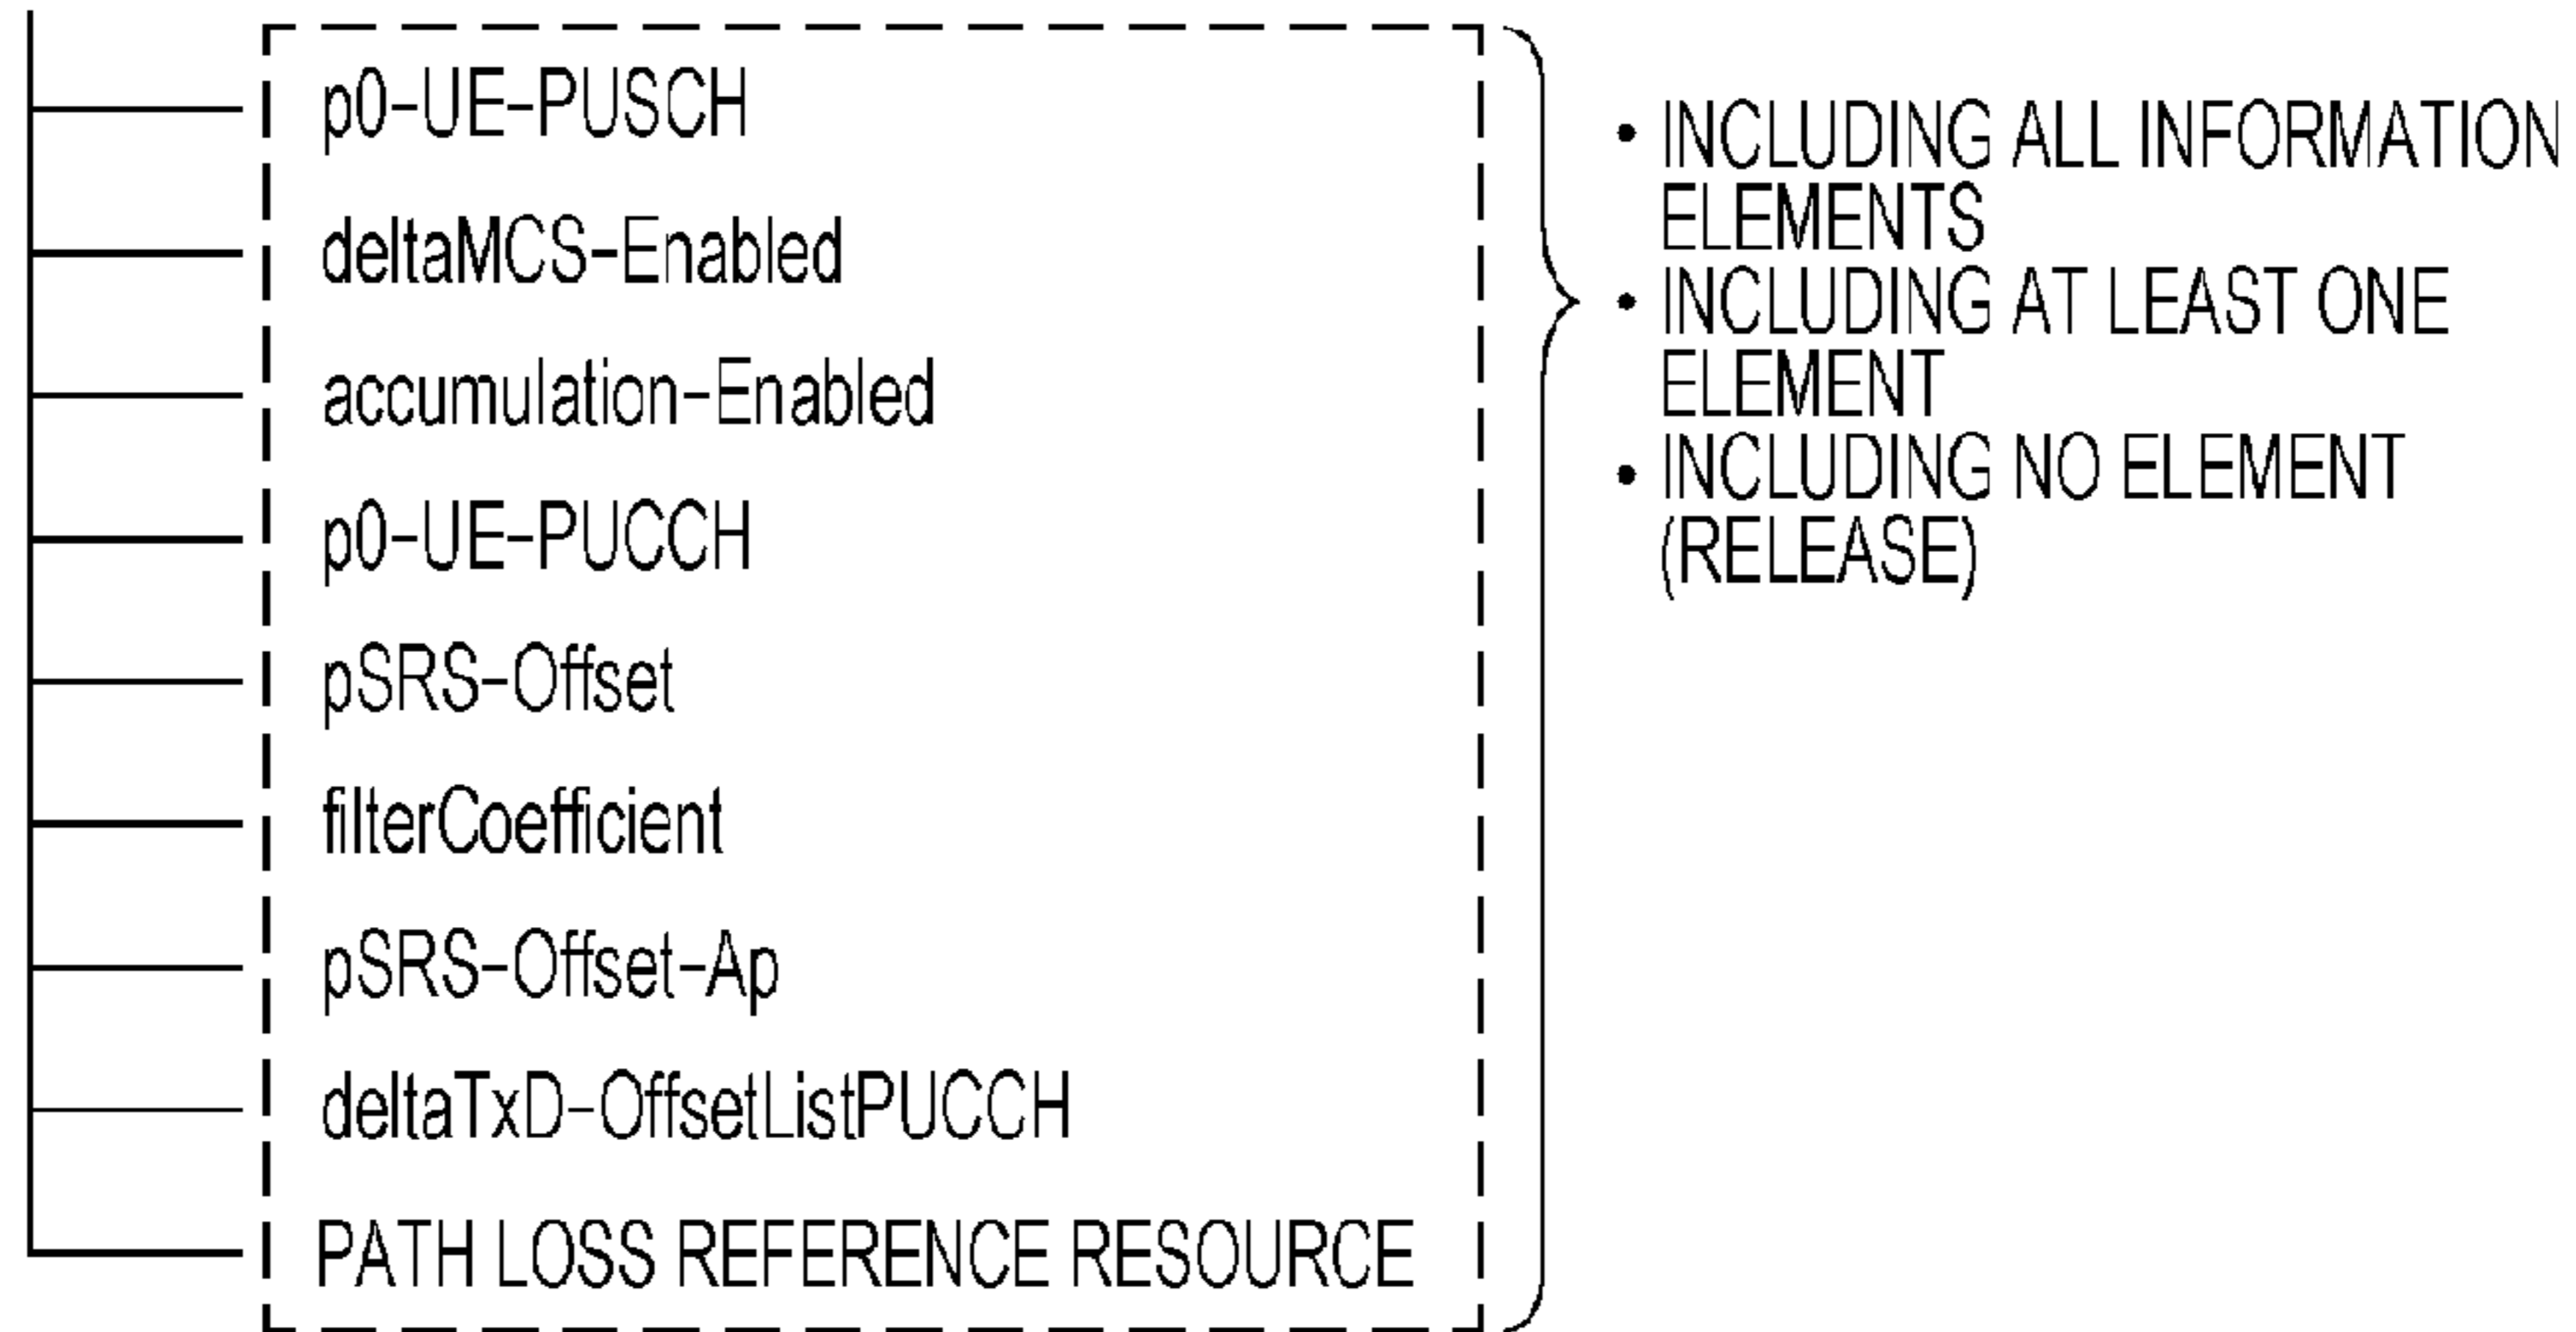 p0-UE-PUSCH
deltaMCS-Enabled
accumulation-Enabled
p0-UE-PUCCH
pSRS-Offset
filterCoefficient
pSRS-Offset-Ap
deltaTxD-OffsetListPUCCH
PATH LOSS REFERENCE RESOURCE
• INCLUDING ALL INFORMATION
ELEMENTS
• INCLUDING AT LEAST ONE
ELEMENT
• INCLUDING NO ELEMENT
(RELEASE)